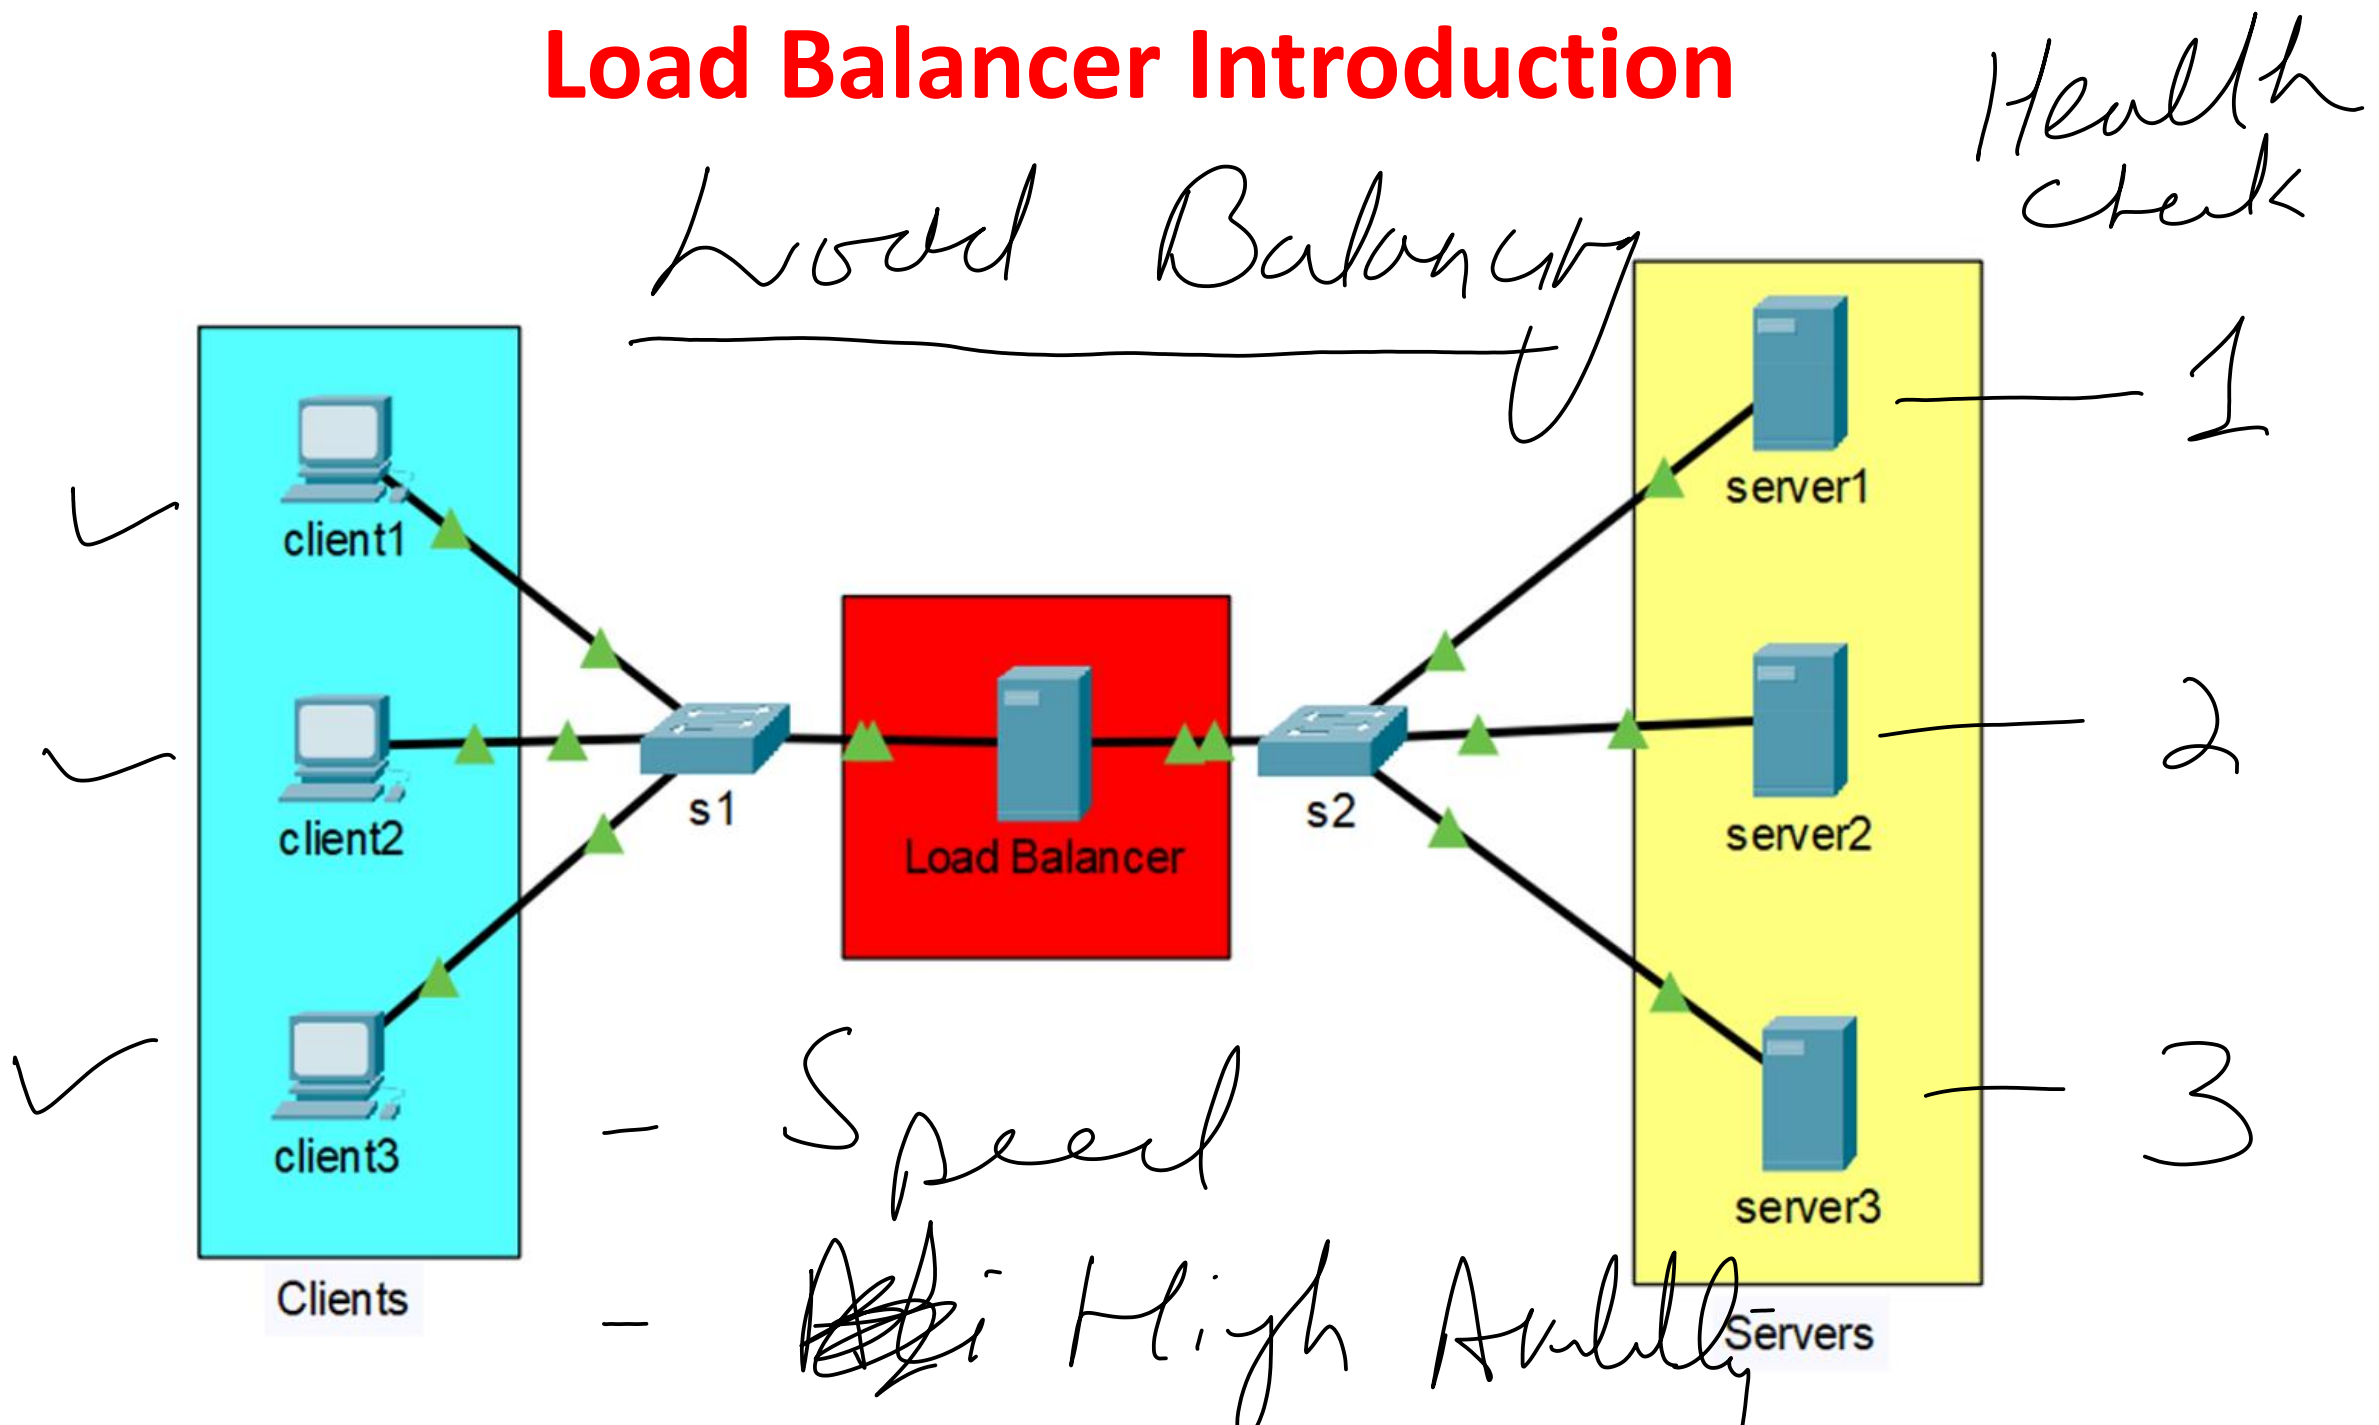 Load Balancer Introduction
Health
Check
Load Balancing
1
server1
client1
2
server2
client2
s1
s2
Load Balancer
3
server3
client3
- Speed
Clients
- High
Servers